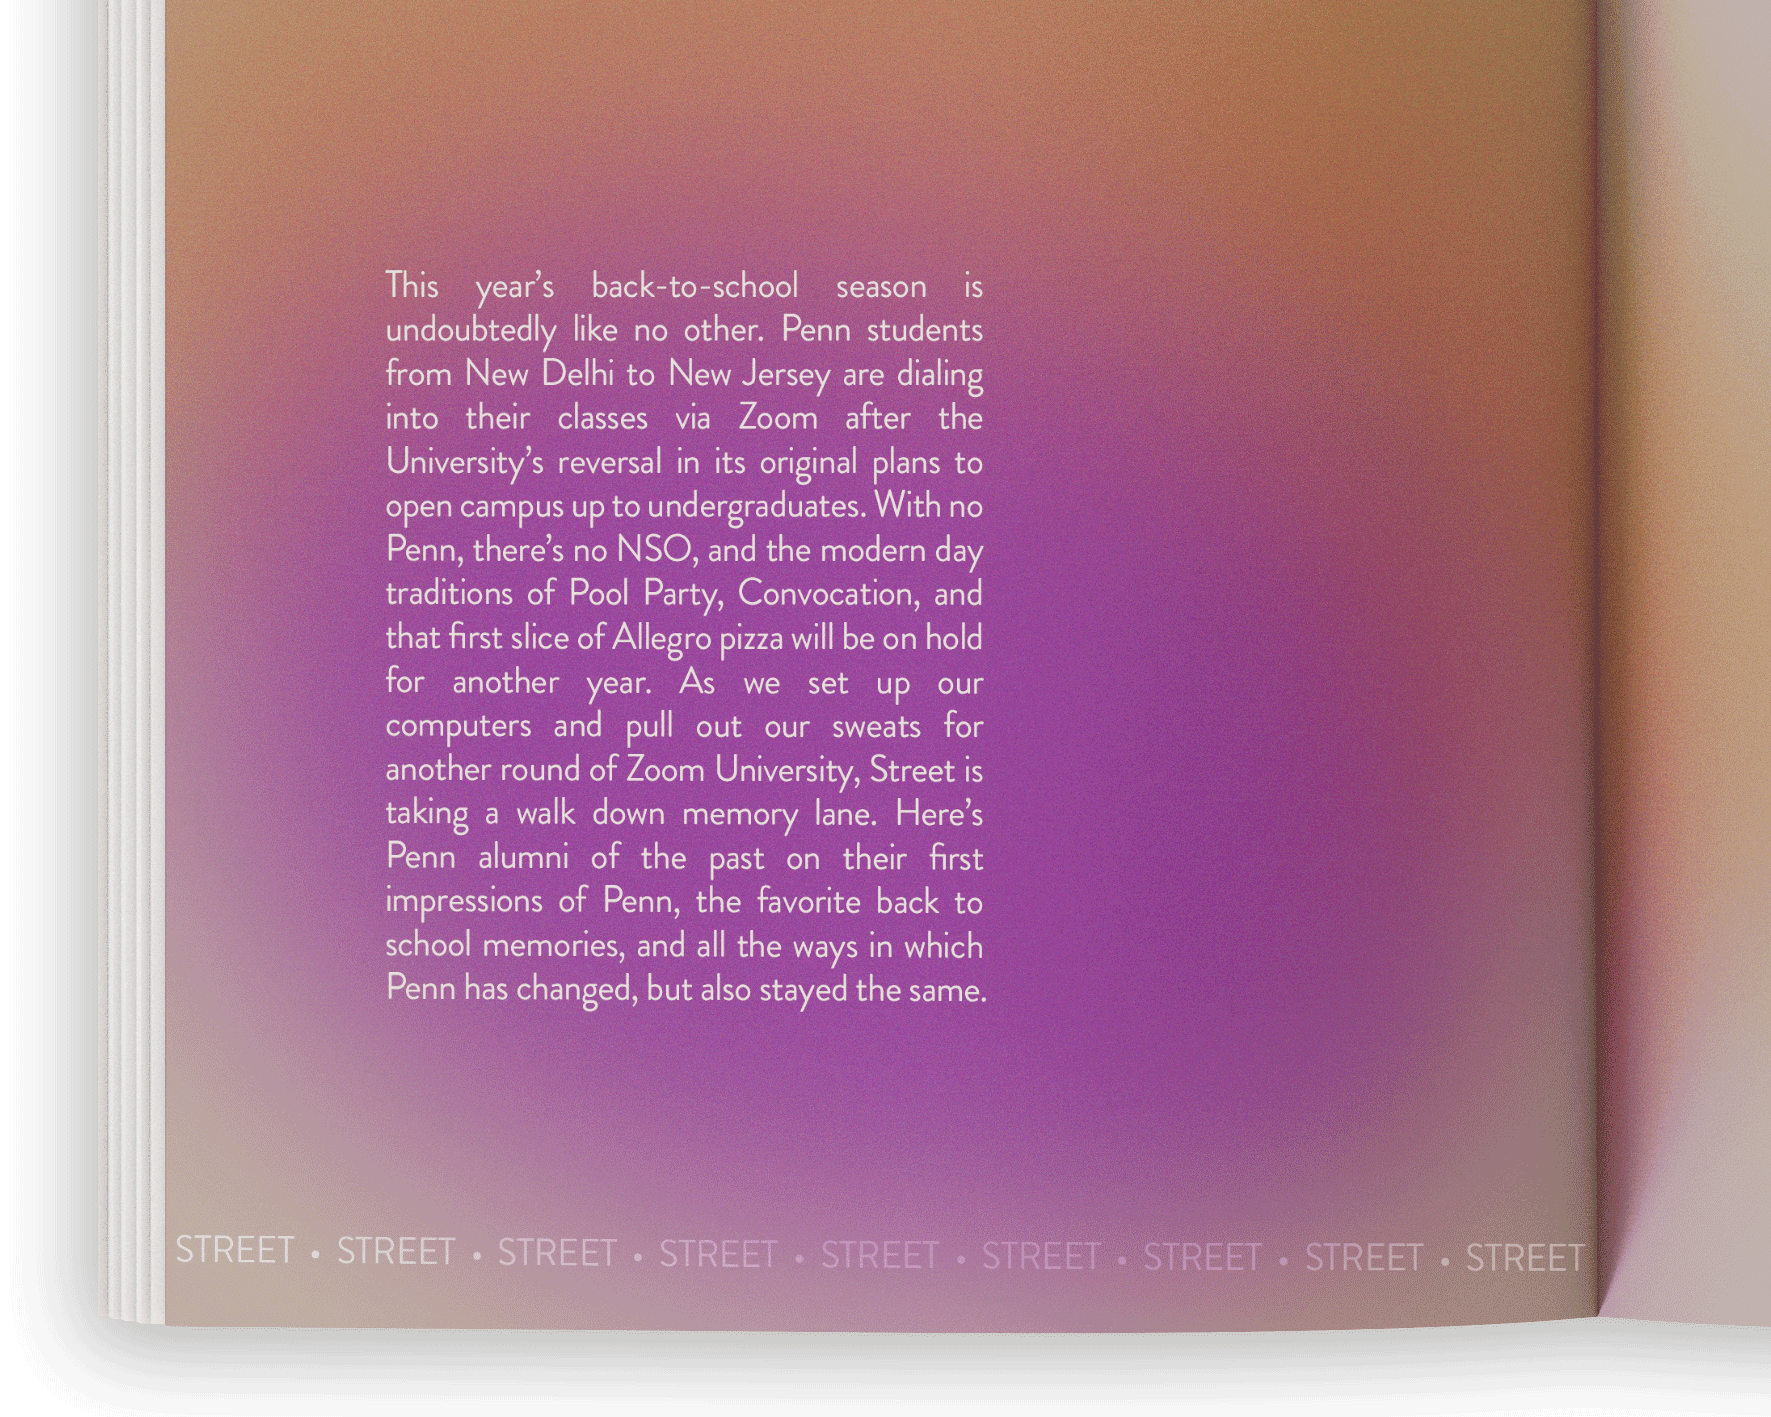 This year’s back-to-school season is
undoubtedly like no other. Penn students
from New Delhi to New Jersey are dialing
into their classes via Zoom after the
University’s reversal in its original plans to
open campus up to undergraduates. With no
Penn, there’s no NSO, and the modern day
traditions of Pool Party, Convocation, and
that first slice of Allegro pizza will be on hold
for another year. As we set up our
computers and pull out our sweats for
another round of Zoom University, Street is
taking a walk down memory lane. Here’s
Penn alumni of the past on their first
impressions of Penn, the favorite back to
school memories, and all the ways in which
Penn has changed, but also stayed the same.
STREET • STREET • STREET • STREET • STREET • STREET • STREET • STREET • STREET